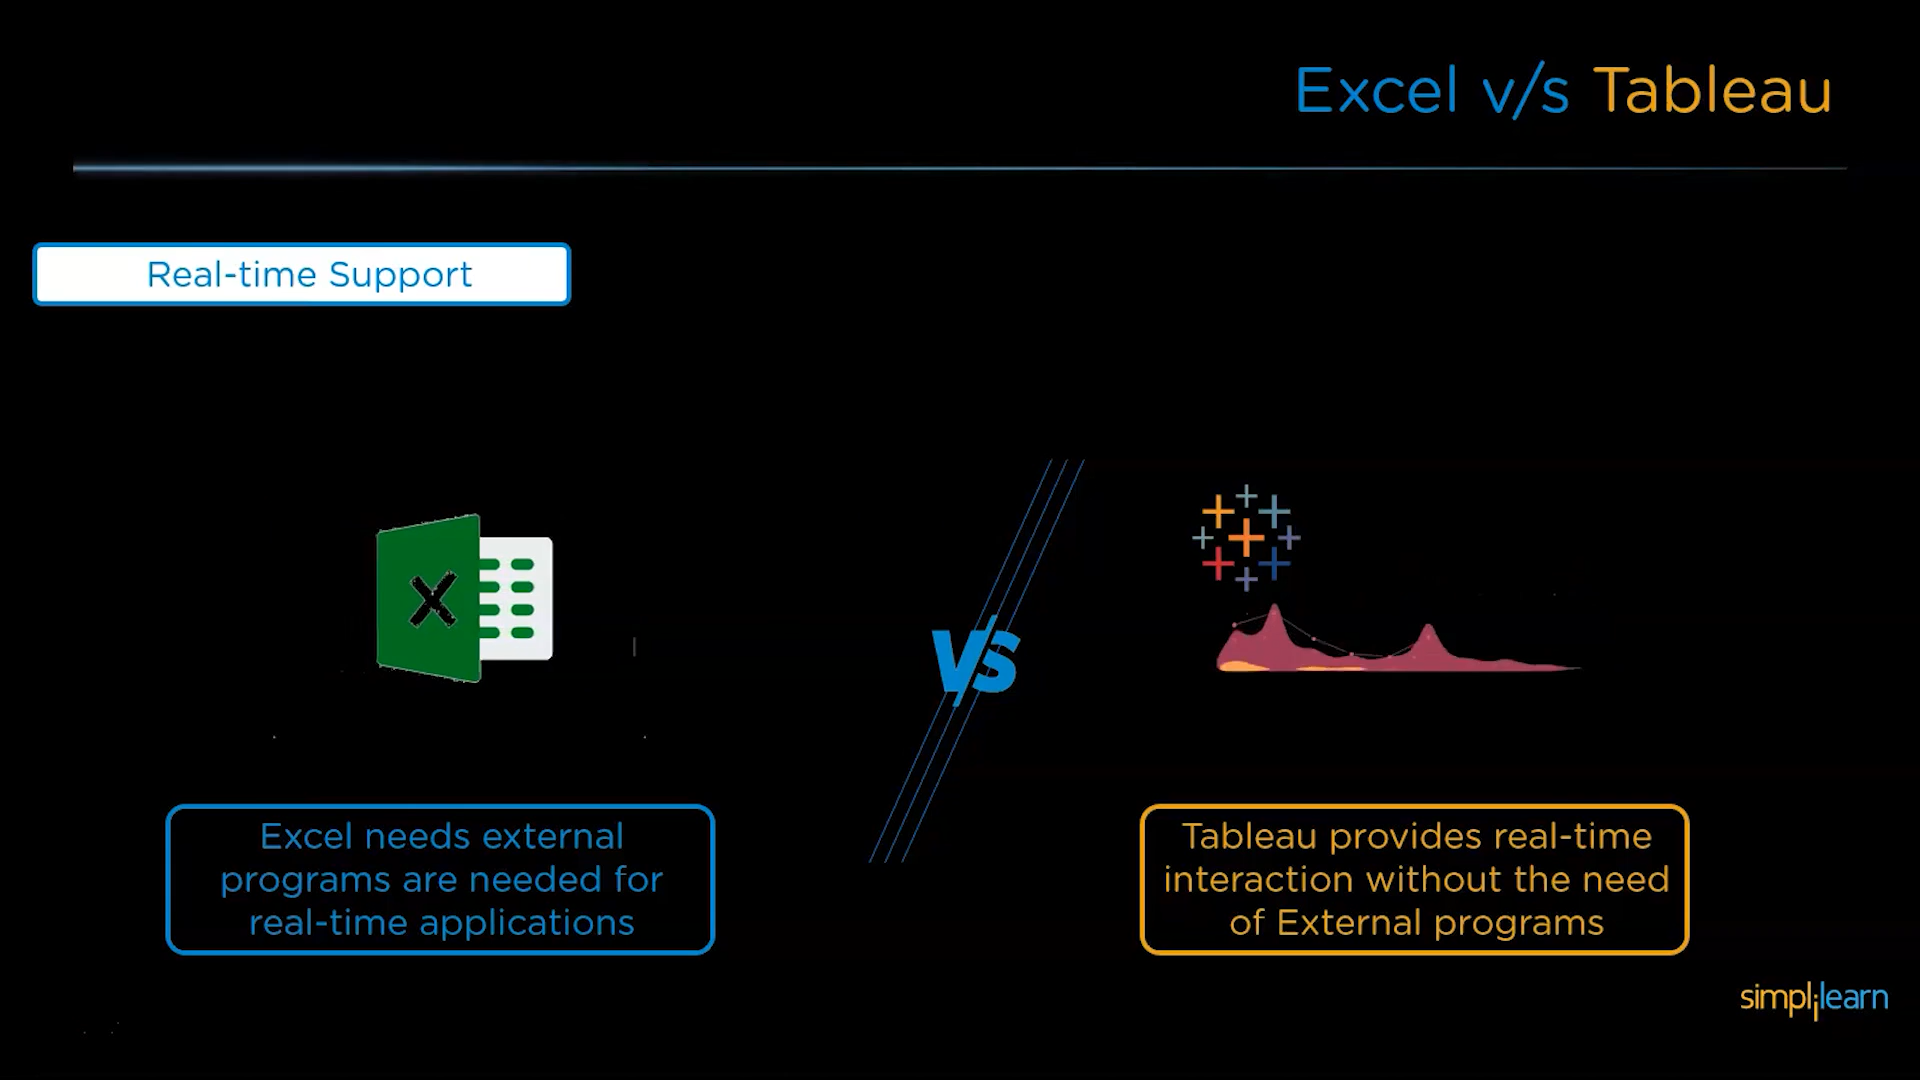 Excel v/s Tableau
Real-time Support
X
VS
Excel needs external
programs are needed for
real-time applications
Tableau provides real-time
interaction without the need
of External programs
simplilearn